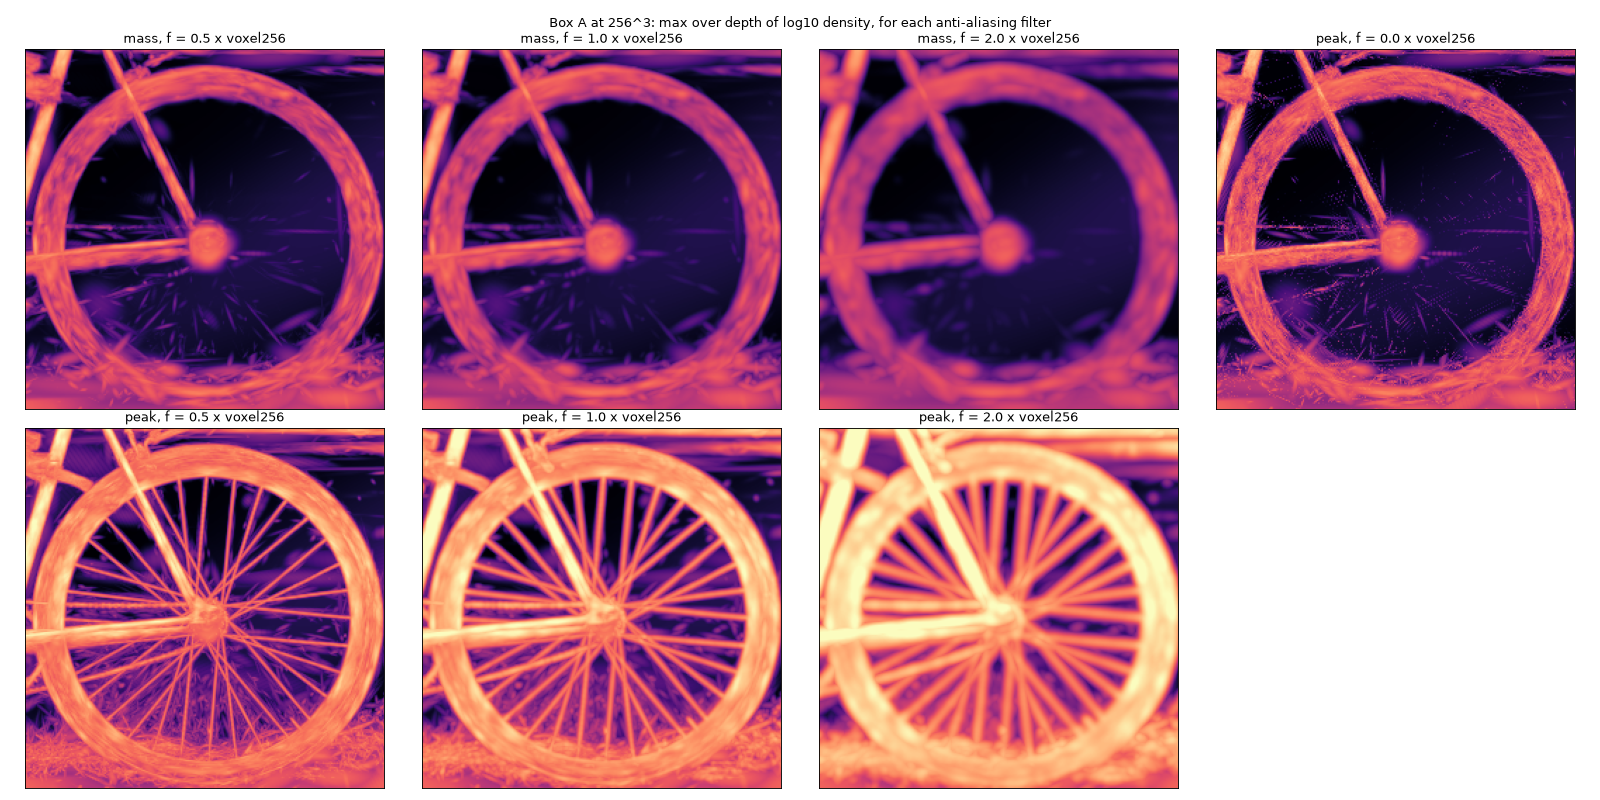 Box A at 256^3: max over depth of log10 density, for each anti-aliasing filter
mass, f = 0.5 x voxel256
mass, f = 1.0 x voxel256
mass, f = 2.0 x voxel256
peak, f = 0.0 x voxel256
peak, f = 0.5 x voxel256
peak, f = 1.0 x voxel256
peak, f = 2.0 x voxel256